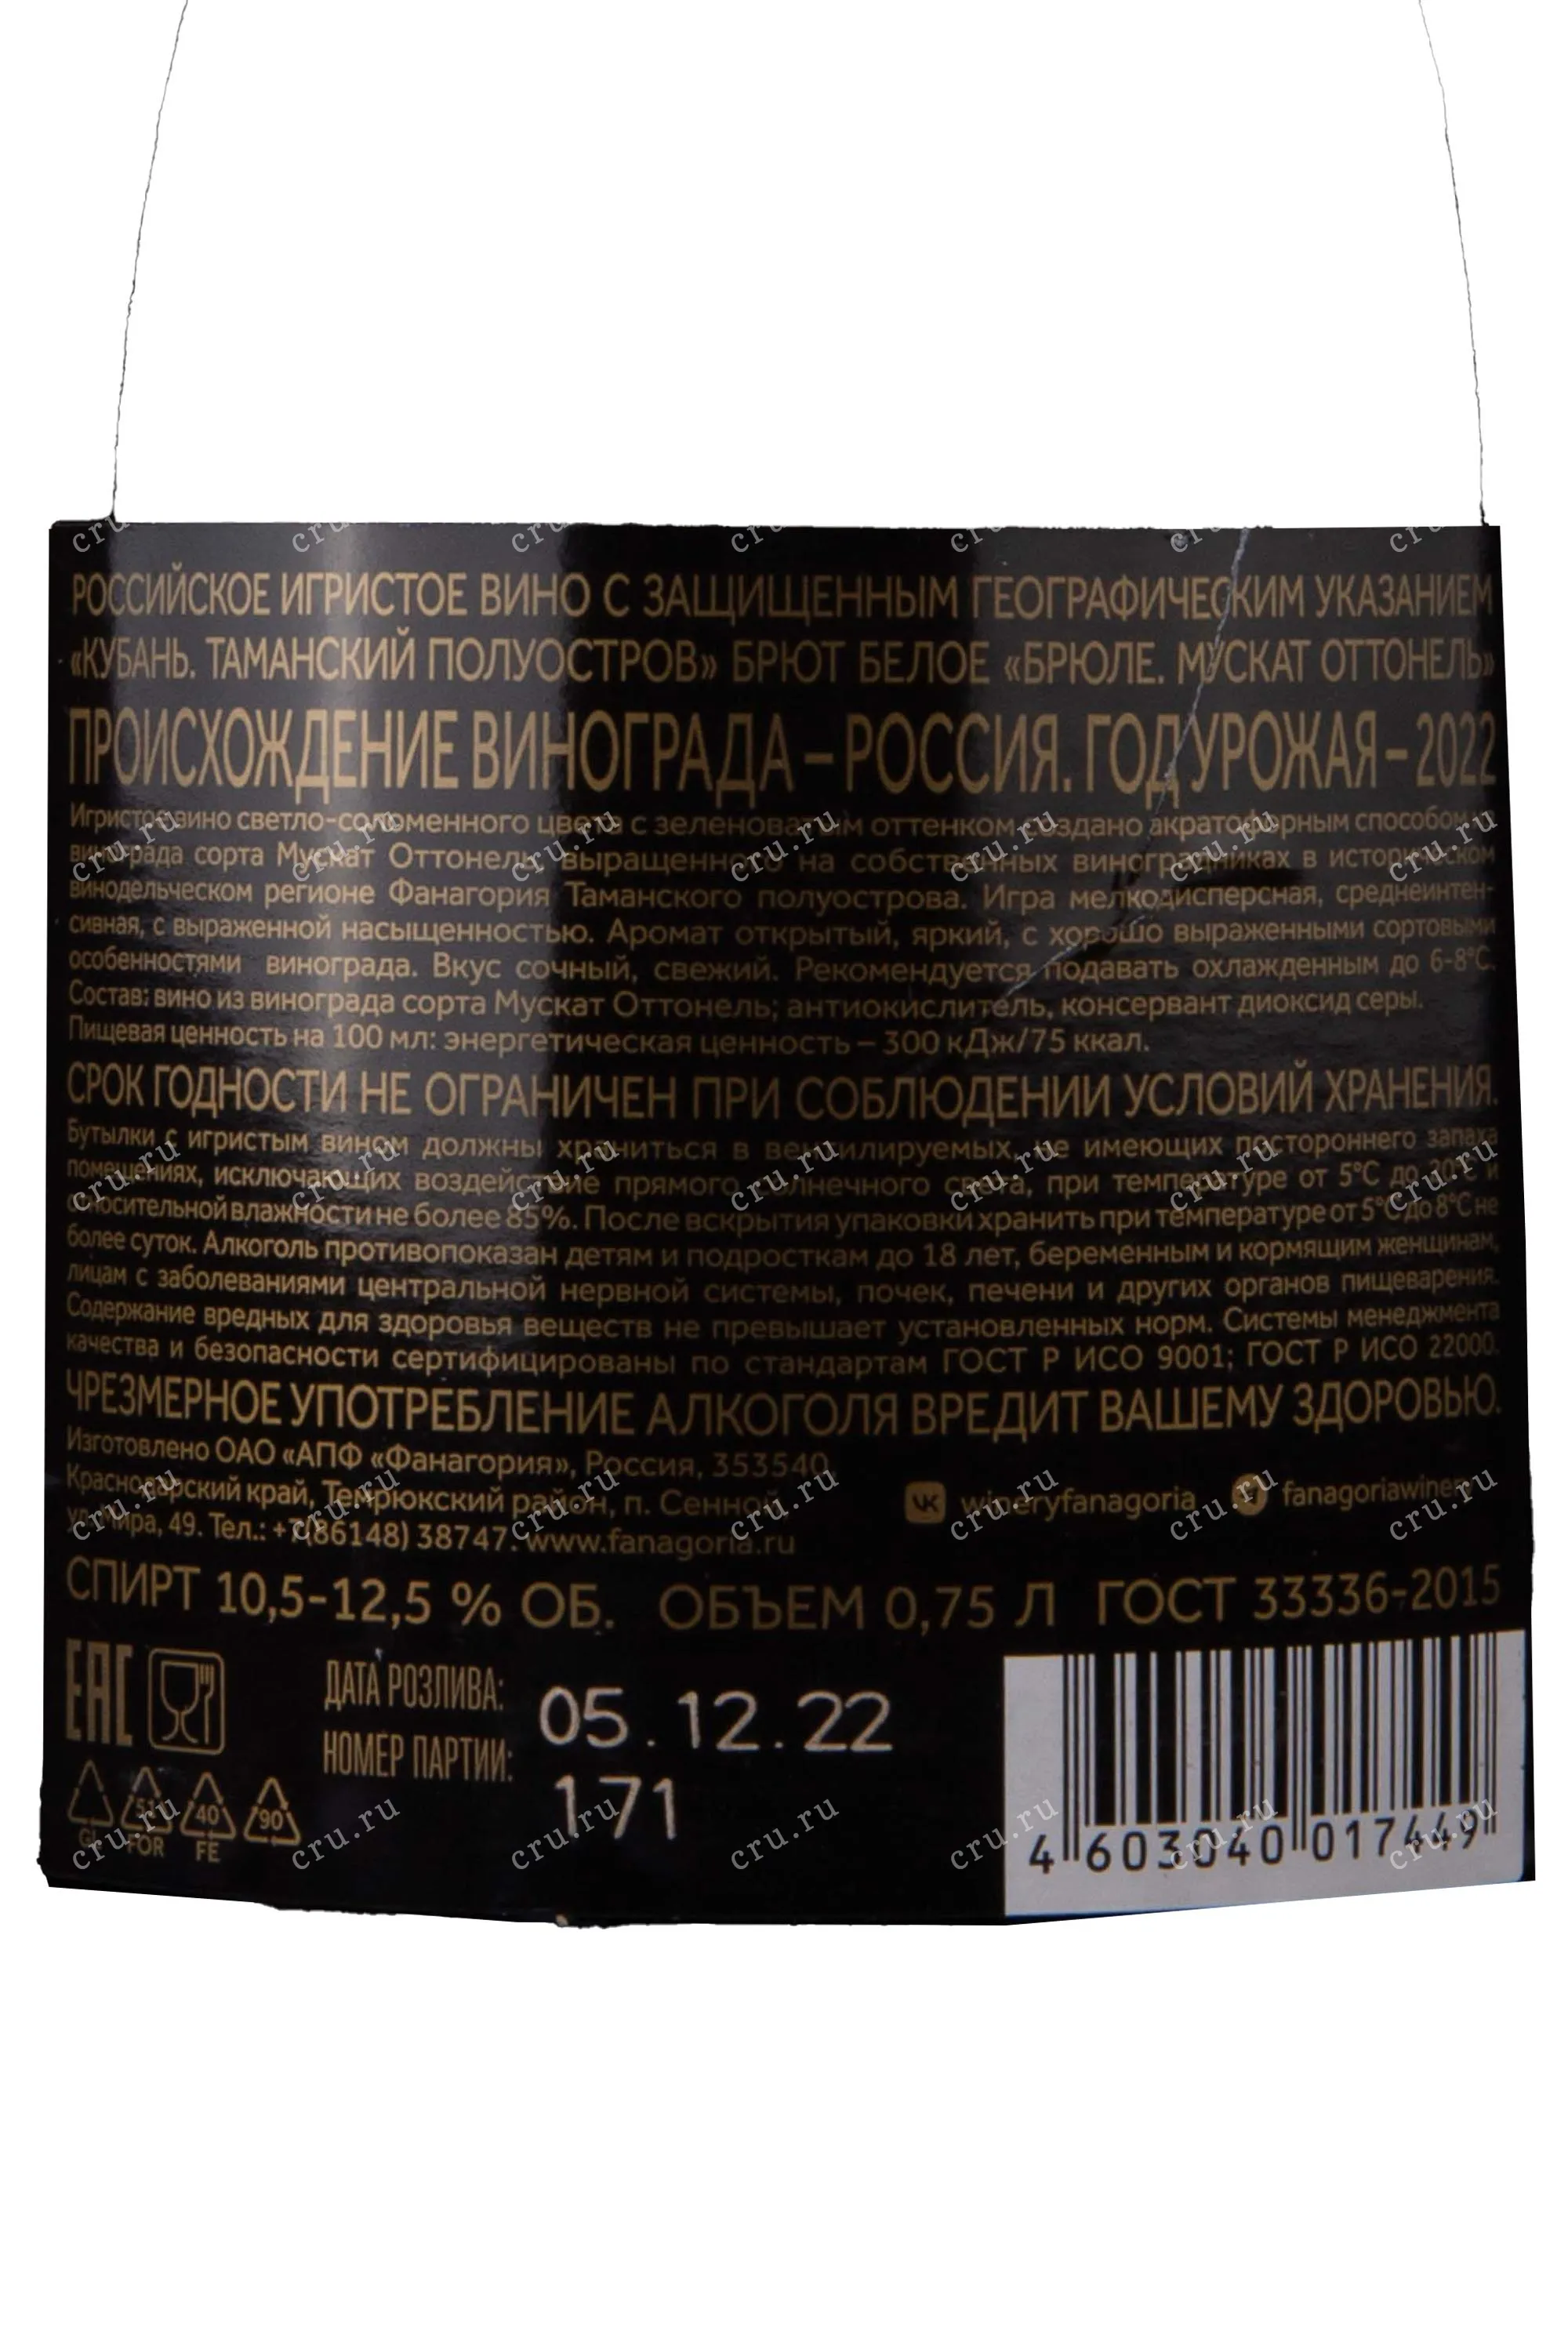 РОССИЙСКОЕ ИГРИСТОЕ ВИНО С ЗАЩИЩЕННЫМ ГЕОГРАФИЧЕСКИМ УКАЗАНИЕМ
«КУБАНЬ. ТАМАНСКИЙ ПОЛУОСТРОВ» БРЮТ БЕЛОЕ «БРЮЛЕ. МУСКАТ ОТТОНЕЛЬ»
ПРОИСХОЖДЕНИЕ ВИНОГРАДА – РОССИЯ. ГОД УРОЖАЯ – 2022
Игристое вино светло-соломенного цвета с зеленоватым оттенком создано акратофорным способом из
винограда сорта Мускат Оттонель, выращенного на собственных виноградниках в историческом
винодельческом регионе Фанагория Таманского полуострова. Игра мелкодисперсная, среднеинтен-
сивная, с выраженной насыщенностью. Аромат открытый, яркий, с хорошо выраженными сортовыми
особенностями винограда. Вкус сочный, свежий. Рекомендуется подавать охлажденным до 6-8°С.
Состав: вино из винограда сорта Мускат Оттонель; антиокислитель, консервант диоксид серы.
Пищевая ценность на 100 мл: энергетическая ценность – 300 кДж/75 ккал.
СРОК ГОДНОСТИ НЕ ОГРАНИЧЕН ПРИ СОБЛЮДЕНИИ УСЛОВИЙ ХРАНЕНИЯ.
Бутылки с игристым вином должны храниться в вентилируемых, не имеющих постороннего запаха
помещениях, исключающих воздействие прямого солнечного света, при температуре от 5°С до 20°С и
относительной влажности не более 85%. После вскрытия упаковки хранить при температуре от 5°С до 8°С не
более суток. Алкоголь противопоказан детям и подросткам до 18 лет, беременным и кормящим женщинам,
лицам с заболеваниями центральной нервной системы, почек, печени и других органов пищеварения.
Содержание вредных для здоровья веществ не превышает установленных норм. Системы менеджмента
качества и безопасности сертифицированы по стандартам ГОСТ Р ИСО 9001; ГОСТ Р ИСО 22000.
ЧРЕЗМЕРНОЕ УПОТРЕБЛЕНИЕ АЛКОГОЛЯ ВРЕДИТ ВАШЕМУ ЗДОРОВЬЮ.
Изготовлено ОАО «АПФ «Фанагория», Россия, 353540,
Краснодарский край, Темрюкский район, п. Сенной,
ул. Мира, 49. Тел.: +7(86148) 38747. www.fanagoria.ru
wineryfanagoria fanagoriawinery
СПИРТ 10,5-12,5 % ОБ. ОБЪЕМ 0,75 Л ГОСТ 33336-2015
EAC
ДАТА РОЗЛИВА: 05.12.22
НОМЕР ПАРТИИ: 171
GL 51 FOR 40 FE 90
4 603040 017449
cru.ru